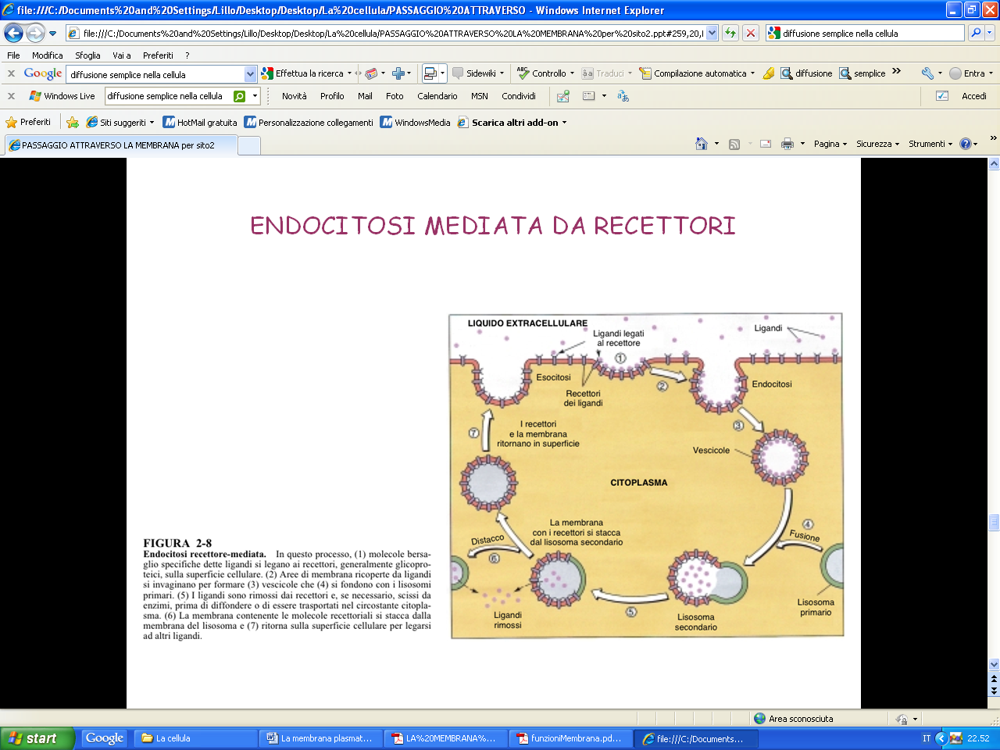 file:///C:/Documents%20and%20Settings/Lillo/Desktop/Desktop/La%20cellula/PASSAGGIO%20ATTRAVERSO - Windows Internet Explorer
file:///C:/Documents%20and%20Settings/Lillo/Desktop/Desktop/La%20cellula/PASSAGGIO%20ATTRAVERSO%20LA%20MEMBRANA%20per%20sito2.ppt#259,20,I
diffusione semplice nella cellula
File Modifica Sfoglia Vai a Preferiti ?
x Google diffusione semplice nella cellula Effettua la ricerca Sidewiki Controllo Traduci Compilazione automatica diffusione semplice » Entra
x Windows Live diffusione semplice nella cellula Novità Profilo Mail Foto Calendario MSN Condividi Accedi
Preferiti Siti suggeriti HotMail gratuita Personalizzazione collegamenti WindowsMedia Scarica altri add-on
PASSAGGIO ATTRAVERSO LA MEMBRANA per sito2 Pagina Sicurezza Strumenti »
ENDOCITOSI MEDIATA DA RECETTORI
LIQUIDO EXTRACELLULARE
Ligandi legati
al recettore
Ligandi
1
Esocitosi
Recettori
dei ligandi
2
Endocitosi
3
7
I recettori
e la membrana
ritornano in superficie
Vescicole
CITOPLASMA
La membrana
con i recettori si stacca
dal lisosoma secondario
4
Fusione
Distacco
6
5
Ligandi
rimossi
Lisosoma
secondario
Lisosoma
primario
FIGURA 2-8
Endocitosi recettore-mediata. In questo processo, (1) molecole bersa-
glio specifiche dette ligandi si legano ai recettori, generalmente glicopro-
teici, sulla superficie cellulare. (2) Aree di membrana ricoperte da ligandi
si invaginano per formare (3) vescicole che (4) si fondono con i lisosomi
primari. (5) I ligandi sono rimossi dai recettori e, se necessario, scissi da
enzimi, prima di diffondere o di essere trasportati nel circostante citopla-
sma. (6) La membrana contenente le molecole recettoriali si stacca dalla
membrana del lisosoma e (7) ritorna sulla superficie cellulare per legarsi
ad altri ligandi.
Area sconosciuta
start Google La cellula La membrana plasmat... LA%20MEMBRANA%... funzioniMembrana.pd... file:///C:/Documents... IT 22.52